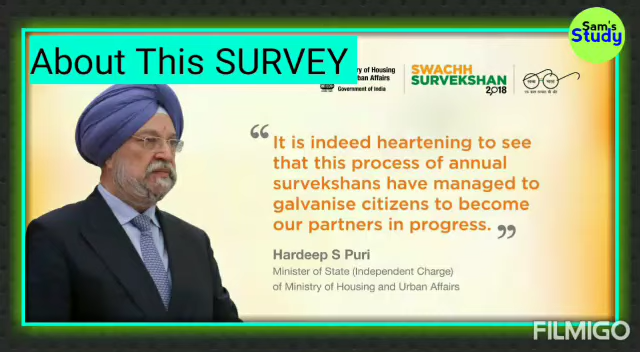 Sam's
Study
About This SURVEY
ry of Housing
rban Affairs
Government of India
SWACHH
SURVEKSHAN
2018
“ It is indeed heartening to see
that this process of annual
survekshans have managed to
galvanise citizens to become
our partners in progress. ”
Hardeep S Puri
Minister of State (Independent Charge)
of Ministry of Housing and Urban Affairs
FILMIGO